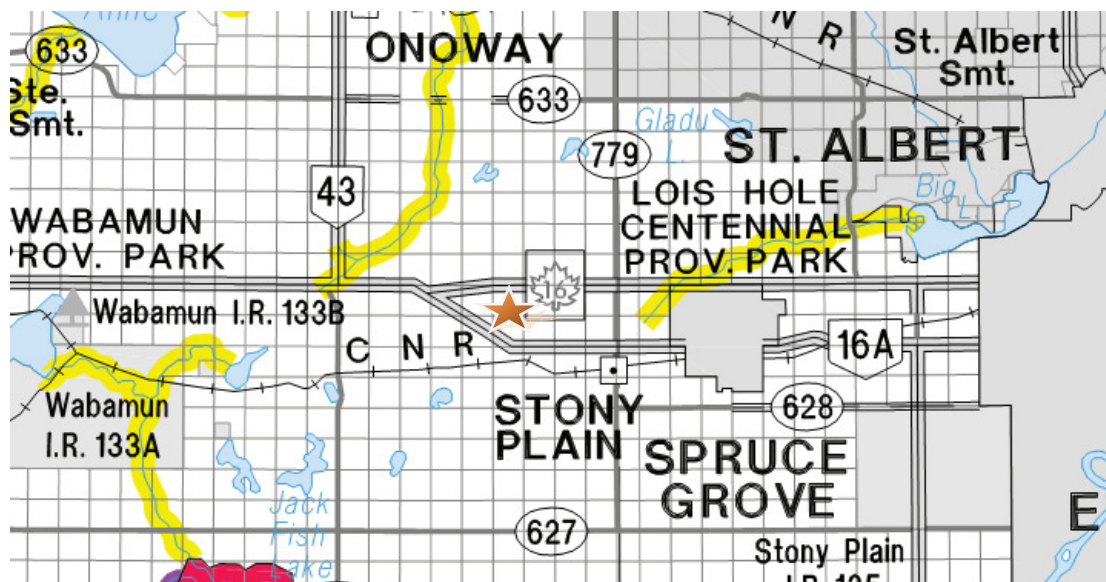 Anne
633
ONOWAY
N R
St. Albert
Smt.
Ste.
Smt.
633
Gladu
L.
779
ST. ALBERT
43
LOIS HOLE
CENTENNIAL
PROV. PARK
Big
L.
WABAMUN
PROV. PARK
16
Wabamun I.R. 133B
C N R
16A
Wabamun
I.R. 133A
STONY
PLAIN
628
SPRUCE
GROVE
Jack
Fish
Lake
627
E
Stony Plain
I.R. 135